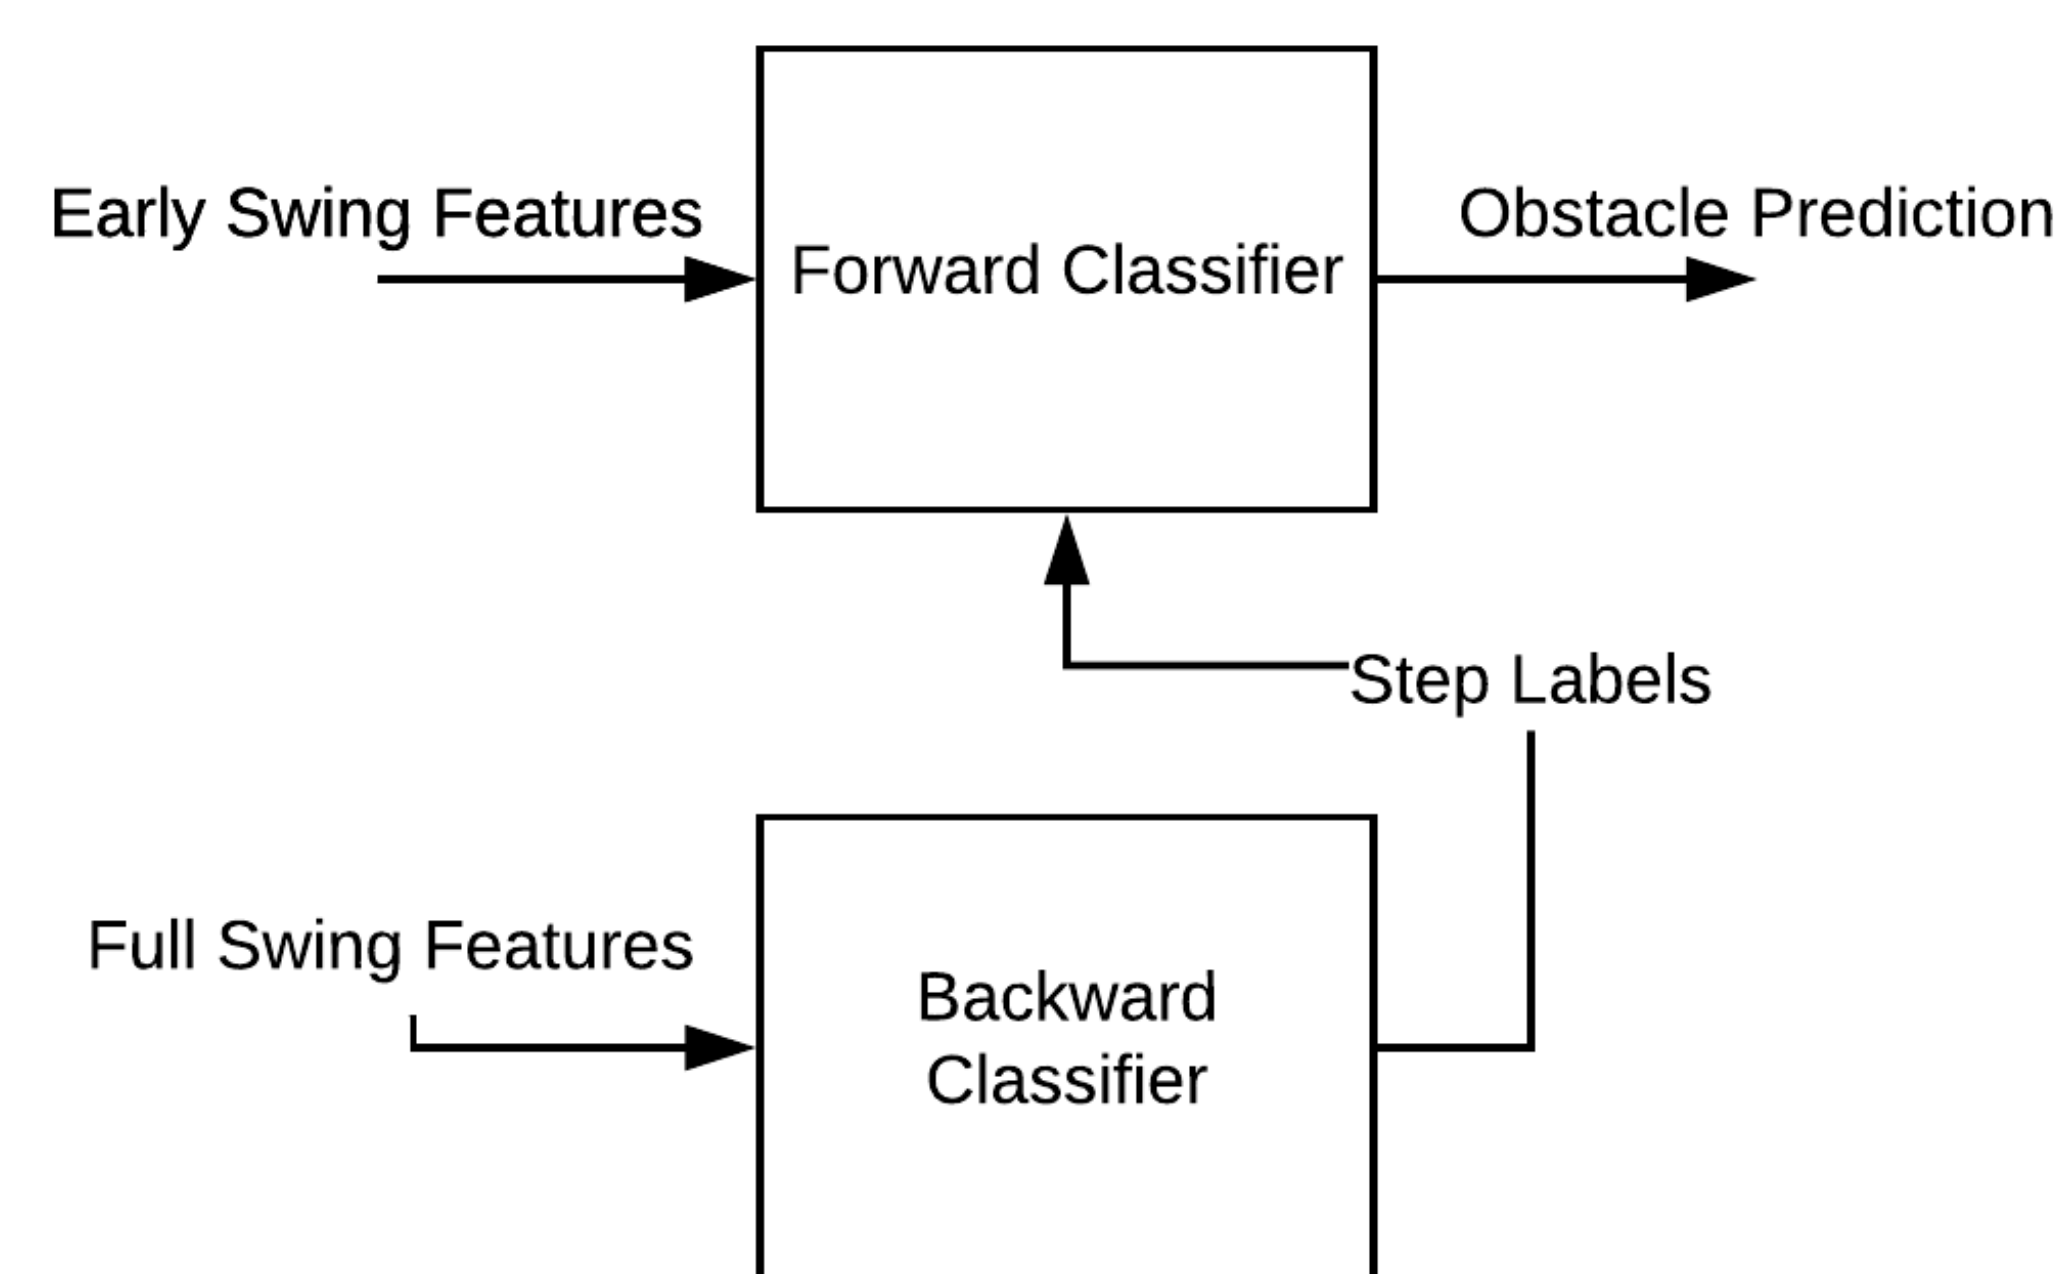 Early Swing Features
Obstacle Prediction
Forward Classifier
Step Labels
Full Swing Features
Backward
Classifier